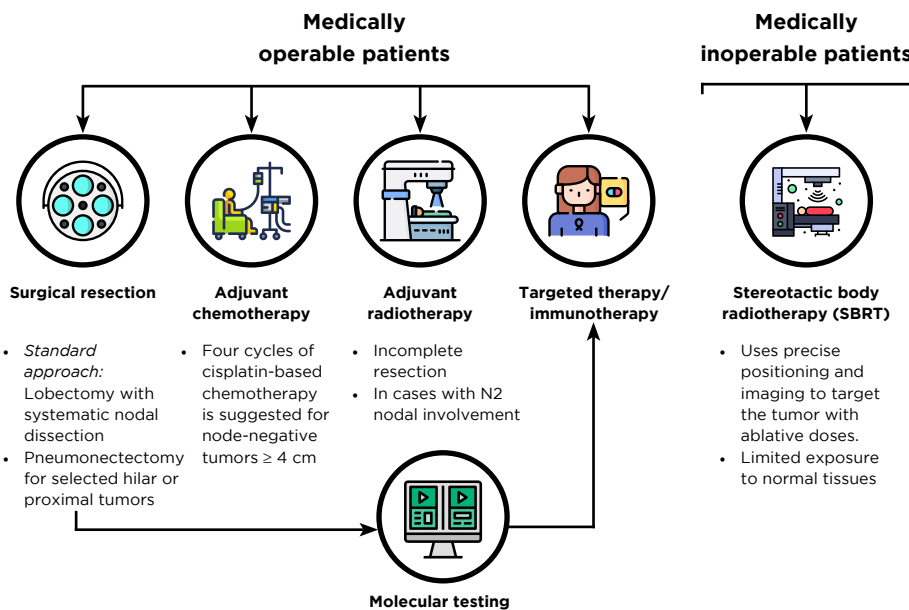 Medically
operable patients
Medically
inoperable patients
Surgical resection
• Standard
approach:
Lobectomy with
systematic nodal
dissection
• Pneumonectectomy
for selected hilar or
proximal tumors
Adjuvant
chemotherapy
• Four cycles of
cisplatin-based
chemotherapy
is suggested for
node-negative
tumors ≥ 4 cm
Adjuvant
radiotherapy
• Incomplete
resection
• In cases with N2
nodal involvement
Targeted therapy/
immunotherapy
Stereotactic body
radiotherapy (SBRT)
• Uses precise
positioning and
imaging to target
the tumor with
ablative doses.
• Limited exposure
to normal tissues
Molecular testing